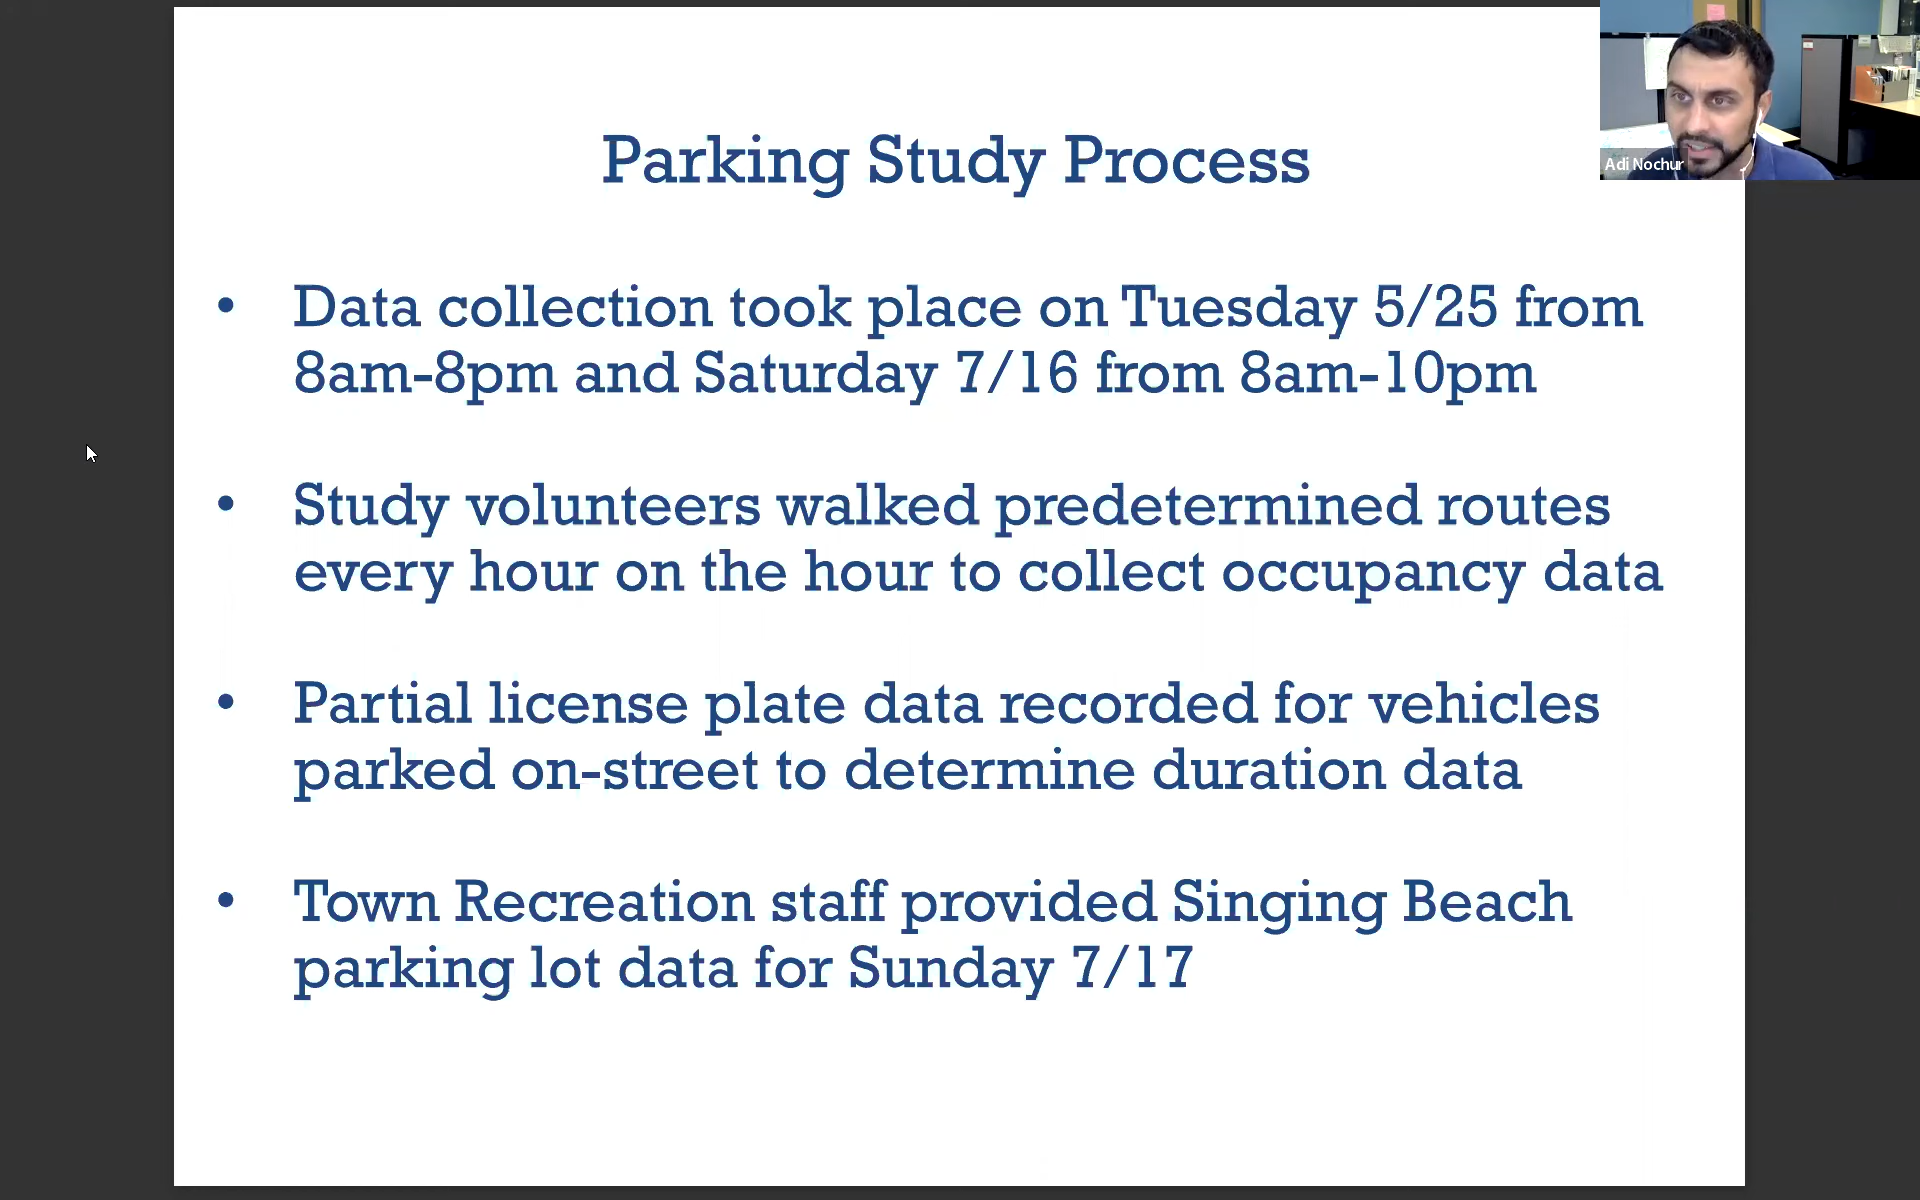 Parking Study Process
Adi Nochur
• Data collection took place on Tuesday 5/25 from
8am-8pm and Saturday 7/16 from 8am-10pm
• Study volunteers walked predetermined routes
every hour on the hour to collect occupancy data
• Partial license plate data recorded for vehicles
parked on-street to determine duration data
• Town Recreation staff provided Singing Beach
parking lot data for Sunday 7/17